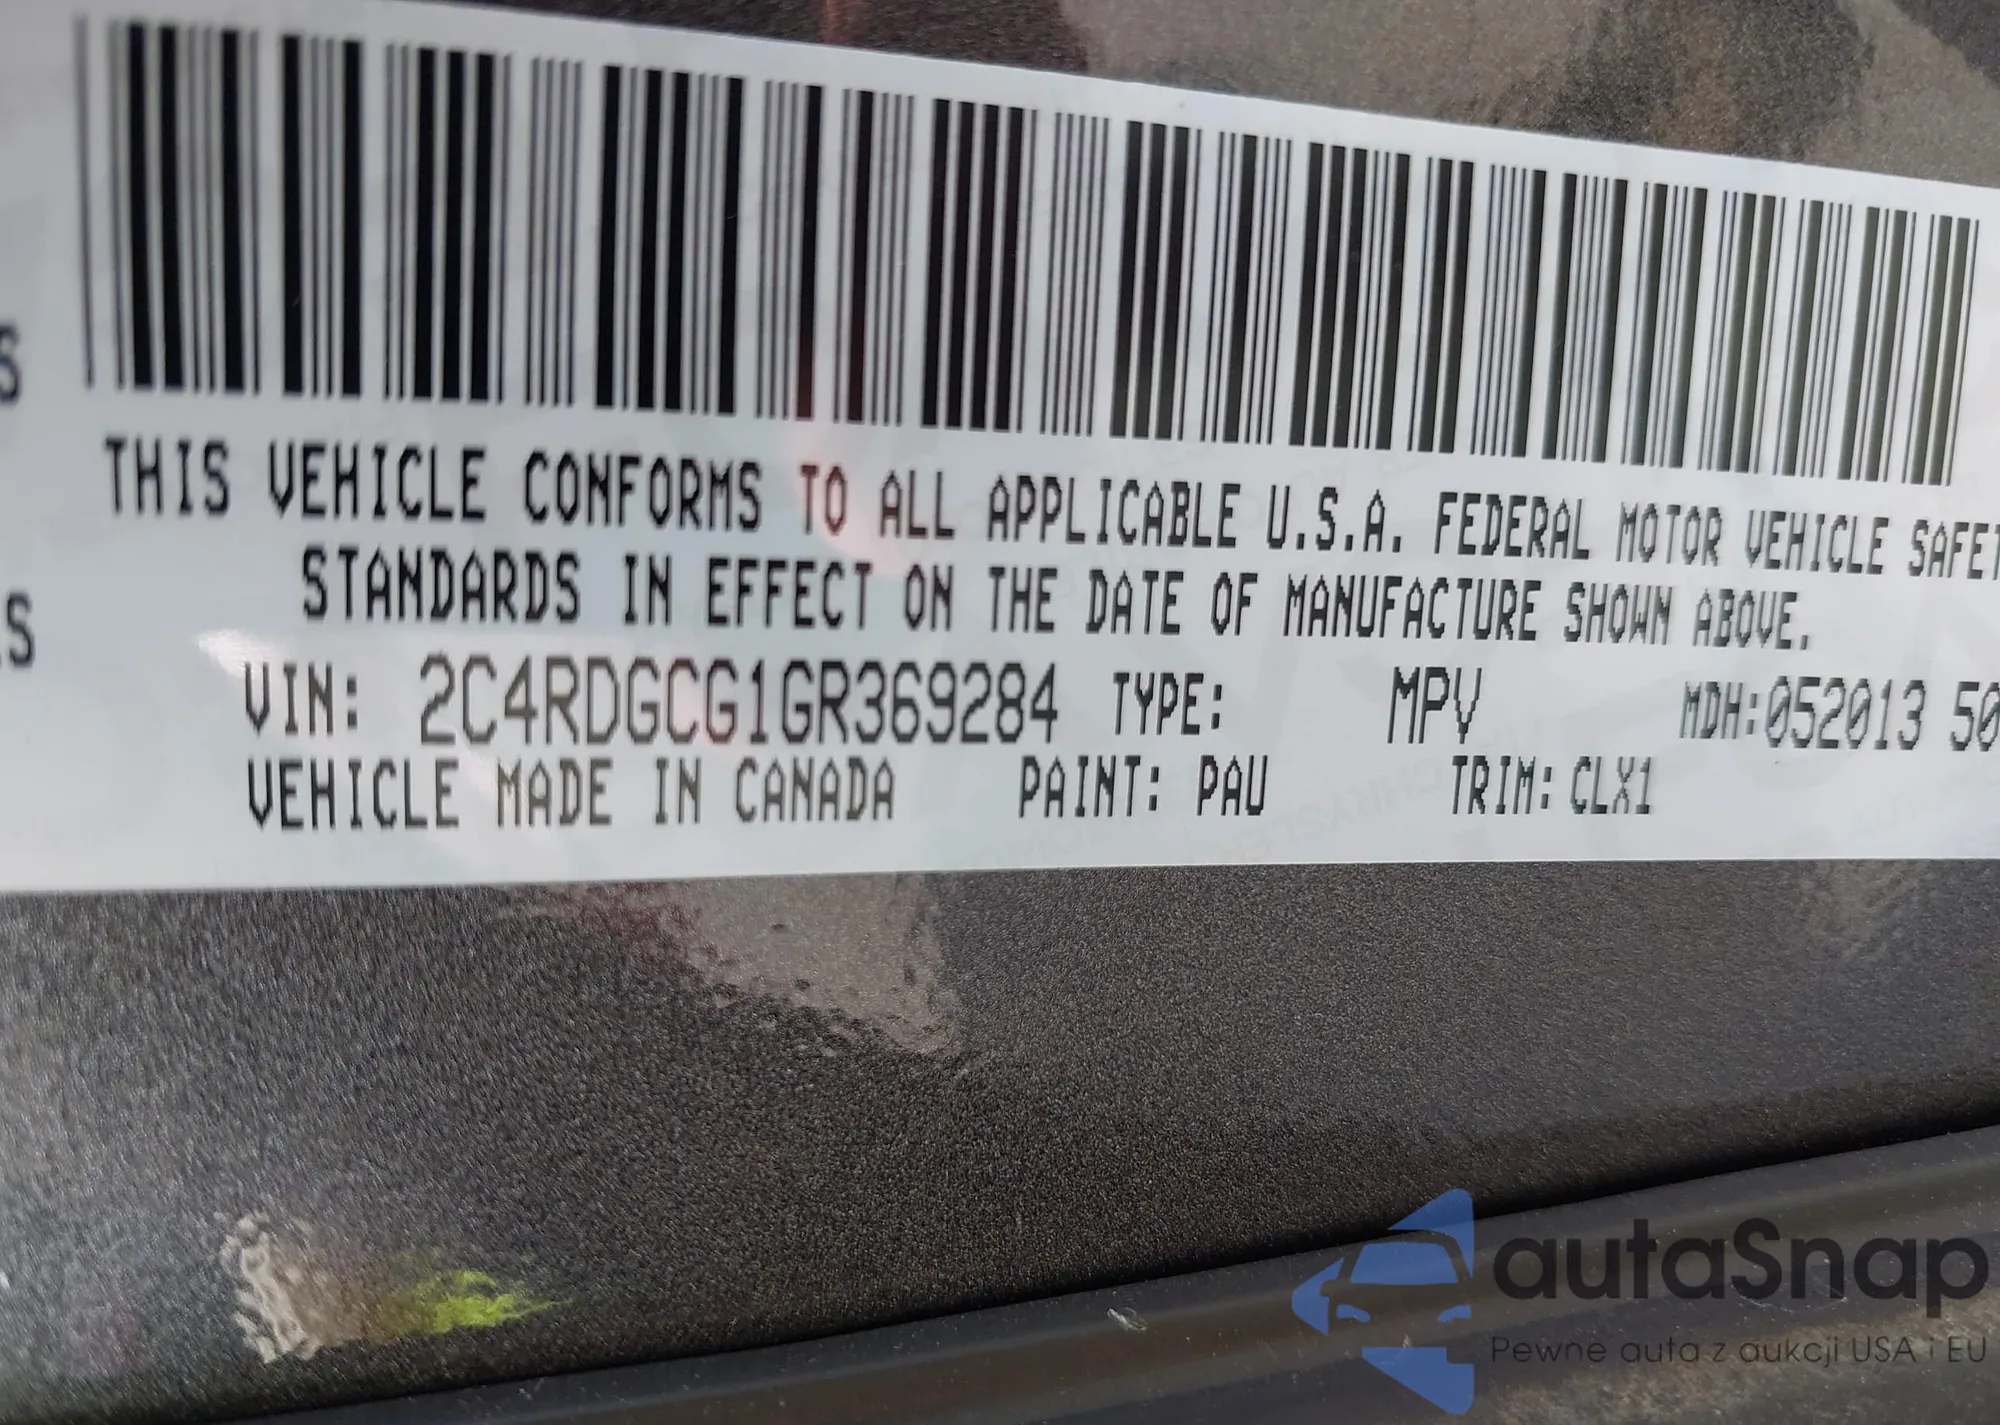 S
THIS VEHICLE CONFORMS TO ALL APPLICABLE U.S.A. FEDERAL MOTOR VEHICLE SAFET
STANDARDS IN EFFECT ON THE DATE OF MANUFACTURE SHOWN ABOVE.
.S
VIN: 2C4RDGCG1GR369284 TYPE: MPV MDH:052013 50
VEHICLE MADE IN CANADA PAINT: PAU TRIM: CLX1
autaSnap
Pewne auta z aukcji USA i EU